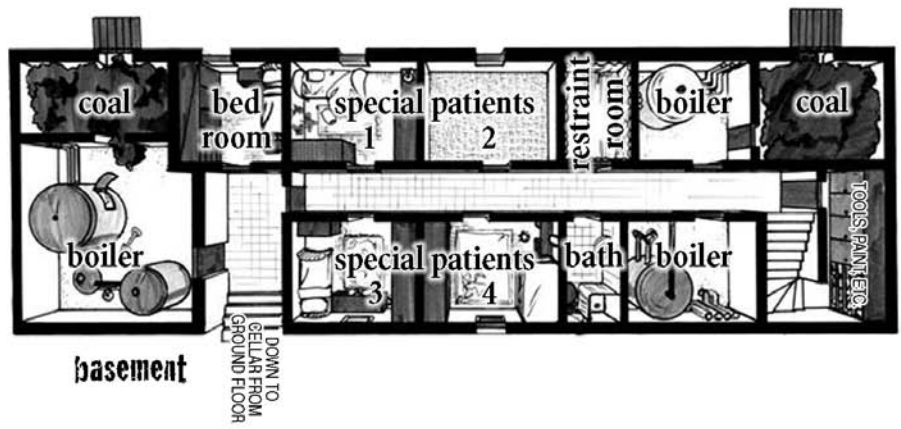 coal
bed
room
special patients
1
2
restraint
room
boiler
coal
boiler
special patients
3
4
bath
boiler
TOOLS, PANT, ETC.
DOWN TO
CELLAR FROM
GROUND FLOOR
basement